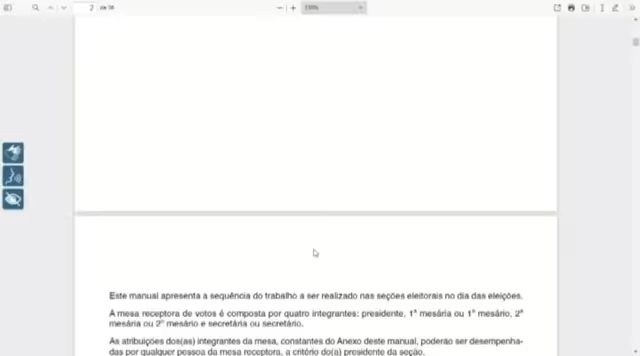 2
130%
Este manual apresenta a sequência do trabalho a ser realizado nas seções eleitorais no dia das eleições.
A mesa receptora de votos é composta por quatro integrantes: presidente, 1ª mesária ou 1º mesário, 2ª
mesária ou 2º mesário e secretária ou secretário.
As atribuições dos(as) integrantes da mesa, constantes do Anexo deste manual, poderão ser desempenha-
das por qualquer pessoa da mesa receptora, a critério do(a) presidente da seção.